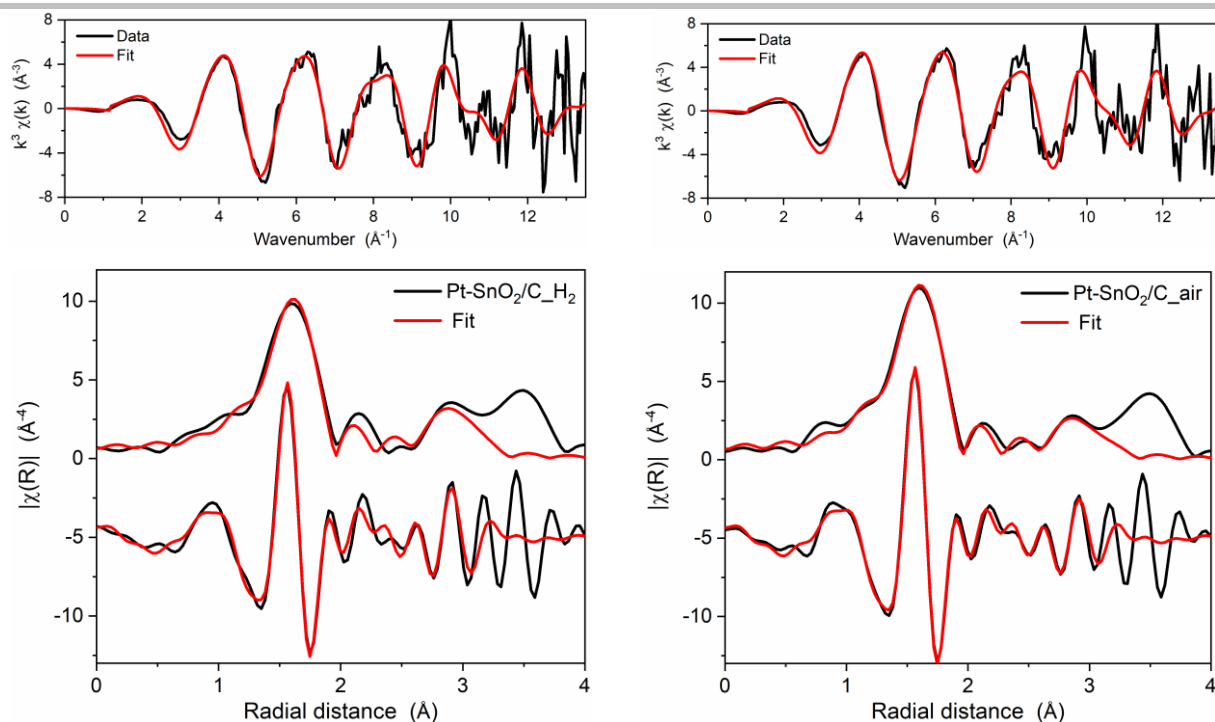 8
4
0
-4
-8
k³ χ(k) (Å⁻³)
Data
Fit
0 2 4 6 8 10 12
Wavenumber (Å⁻¹)
8
4
0
-4
-8
k³ χ(k) (Å⁻³)
Data
Fit
0 2 4 6 8 10 12
Wavenumber (Å⁻¹)
10
5
0
-5
-10
|χ(R)| (Å⁻⁴)
Pt-SnO₂/C_H₂
Fit
0 1 2 3 4
Radial distance (Å)
10
5
0
-5
-10
|χ(R)| (Å⁻⁴)
Pt-SnO₂/C_air
Fit
0 1 2 3 4
Radial distance (Å)